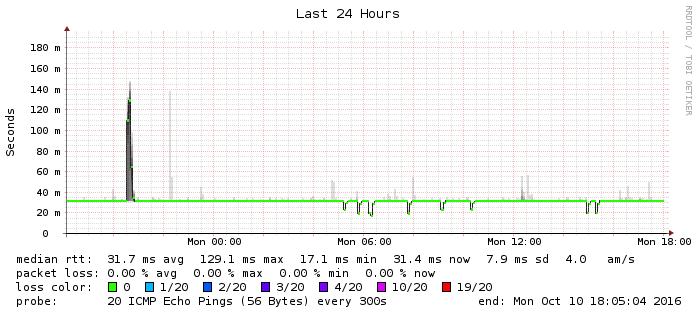 Last 24 Hours
RRDTOOL / TOBI OETIKER
Seconds
180 m
160 m
140 m
120 m
100 m
80 m
60 m
40 m
20 m
0
Mon 00:00 Mon 06:00 Mon 12:00 Mon 18:00
median rtt: 31.7 ms avg 129.1 ms max 17.1 ms min 31.4 ms now 7.9 ms sd 4.0 am/s
packet loss: 0.00 % avg 0.00 % max 0.00 % min 0.00 % now
loss color: 0 1/20 2/20 3/20 4/20 10/20 19/20
probe: 20 ICMP Echo Pings (56 Bytes) every 300s end: Mon Oct 10 18:05:04 2016